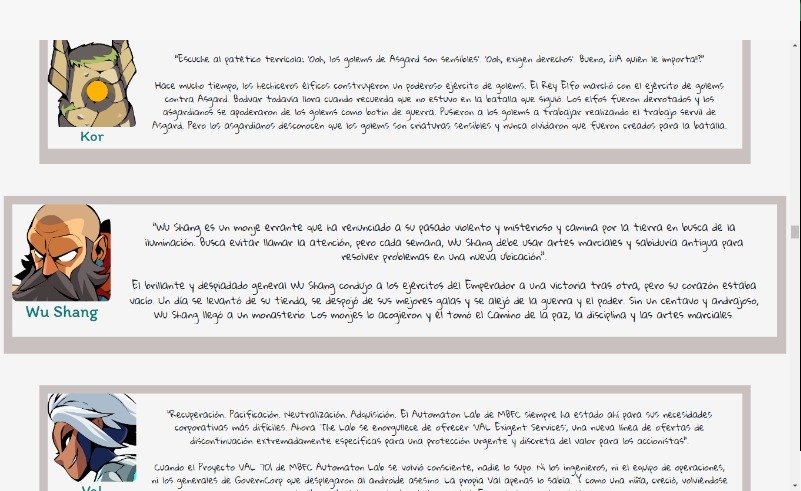 "Escuche al patético terrícola: 'Ooh, los golems de Asgard son sensibles' 'Ooh, exigen derechos'. Bueno, ¡¿A quién le importa!?"
Hace mucho tiempo, los hechiceros élficos construyeron un poderoso ejército de golems. El Rey Elfo marchó con el ejército de golems
contra Asgard. Bodvar todavía llora cuando recuerda que no estuvo en la batalla que siguió. Los elfos fueron derrotados y los
asgardianos se apoderaron de los golems como botín de guerra. Pusieron a los golems a trabajar realizando el trabajo servil de
Asgard. Pero los asgardianos desconocen que los golems son criaturas sensibles y nunca olvidaron que fueron creados para la batalla.
Kor
"Wu Shang es un monje errante que ha renunciado a su pasado violento y misterioso y camina por la tierra en busca de la
iluminación. Busca evitar llamar la atención, pero cada semana, Wu Shang debe usar artes marciales y sabiduría antigua para
resolver problemas en una nueva ubicación".
El brillante y despiadado general Wu Shang condujo a los ejércitos del Emperador a una victoria tras otra, pero su corazón estaba
vacío. Un día se levantó de su tienda, se despojó de sus mejores galas y se alejó de la guerra y el poder. Sin un centavo y andrajoso,
Wu Shang llegó a un monasterio. Los monjes lo acogieron y él tomó el Camino de la paz, la disciplina y las artes marciales.
Wu Shang
"Recuperación. Pacificación. Neutralización. Adquisición. El Automaton Lab de MBFC siempre ha estado ahí para sus necesidades
corporativas más difíciles. Ahora 'The Lab se enorgullece de ofrecer 'VAL Exigent Services', una nueva línea de ofertas de
discontinuación extremadamente específicas para una protección urgente y discreta del valor para los accionistas".
Cuando el Proyecto VAL '701 de MBFC Automaton Lab se volvió consciente, nadie lo supo. Ni los ingenieros, ni el equipo de operaciones,
ni los generales de GovernCorp que desplegaron al androide asesino. La propia Val apenas lo sabía. Y como una niña, creció, volviéndose
Val